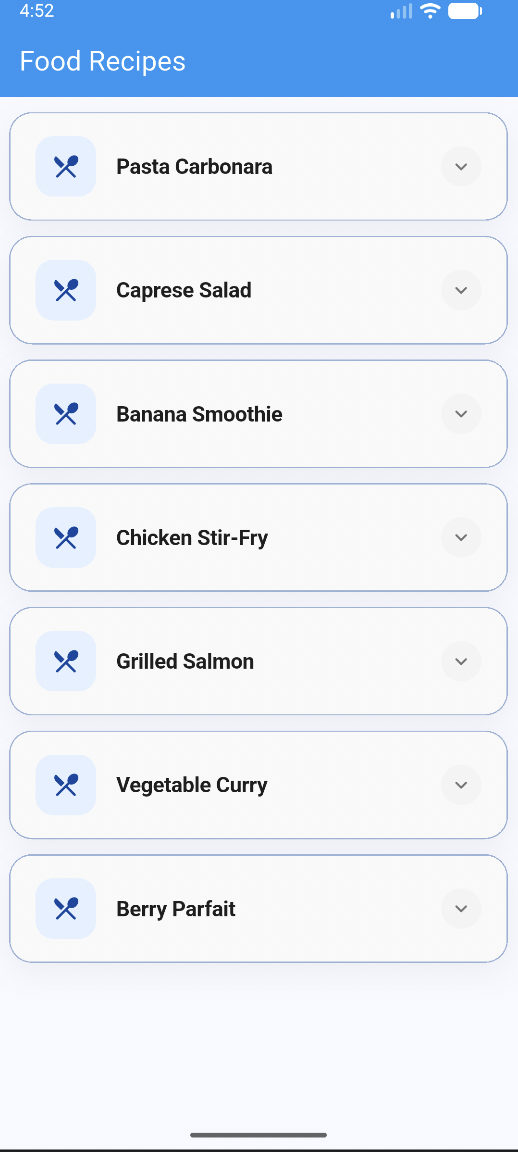 4:52
Food Recipes
Pasta Carbonara
Caprese Salad
Banana Smoothie
Chicken Stir-Fry
Grilled Salmon
Vegetable Curry
Berry Parfait